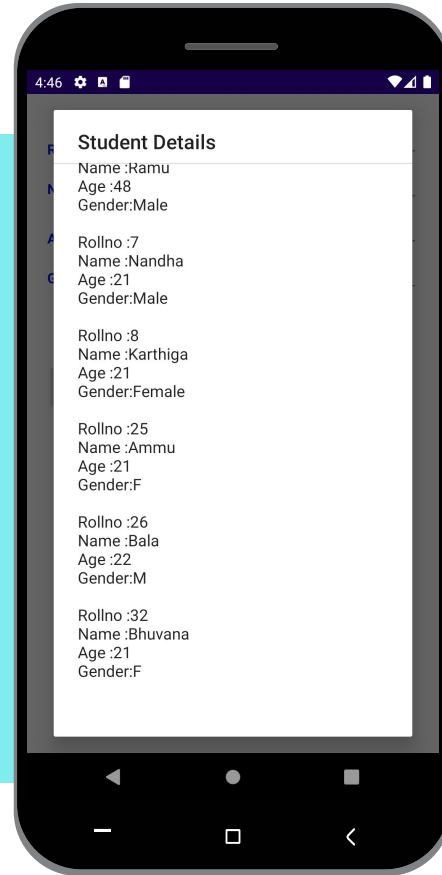 4:46
Student Details
Name :Ramu
Age :48
Gender:Male
Rollno :7
Name :Nandha
Age :21
Gender:Male
Rollno :8
Name :Karthiga
Age :21
Gender:Female
Rollno :25
Name :Ammu
Age :21
Gender:F
Rollno :26
Name :Bala
Age :22
Gender:M
Rollno :32
Name :Bhuvana
Age :21
Gender:F